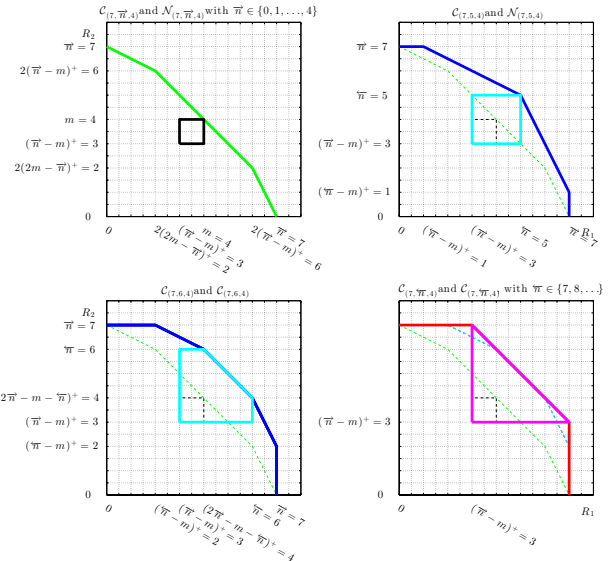 𝒞(7,n⃗,4) and 𝒩(7,n⃗,4) with n⃗ ∈ {0, 1, . . . , 4}
R₂
n⃗ = 7
2(n⃗ − m)⁺ = 6
m = 4
(n⃗ − m)⁺ = 3
2(2m − n⃗)⁺ = 2
0
0
2(2m − n⃗)⁺ = 2
(n⃗ − m)⁺ = 3
m = 4
2(n⃗ − m)⁺ = 6
n⃗ = 7
𝒞(7,5,4) and 𝒩(7,5,4)
n⃗ = 7
n⃖ = 5
(n⃗ − m)⁺ = 3
(n⃖ − m)⁺ = 1
0
0
(n⃖ − m)⁺ = 1
(n⃗ − m)⁺ = 3
n⃖ = 5
n⃗ = 7
R₁
𝒞(7,6,4) and 𝒞(7,6,4)
R₂
n⃗ = 7
n⃖ = 6
2n⃗ − m − n⃖)⁺ = 4
(n⃗ − m)⁺ = 3
(n⃖ − m)⁺ = 2
0
0
(n⃖ − m)⁺ = 2
(n⃗ − m)⁺ = 3
(2n⃗ − m − n⃖)⁺ = 4
n⃖ = 6
n⃗ = 7
𝒞(7,n⃖,4) and 𝒞(7,n⃖,4) with n⃖ ∈ {7, 8, . . .}
(n⃗ − m)⁺ = 3
0
0
(n⃗ − m)⁺ = 3
R₁